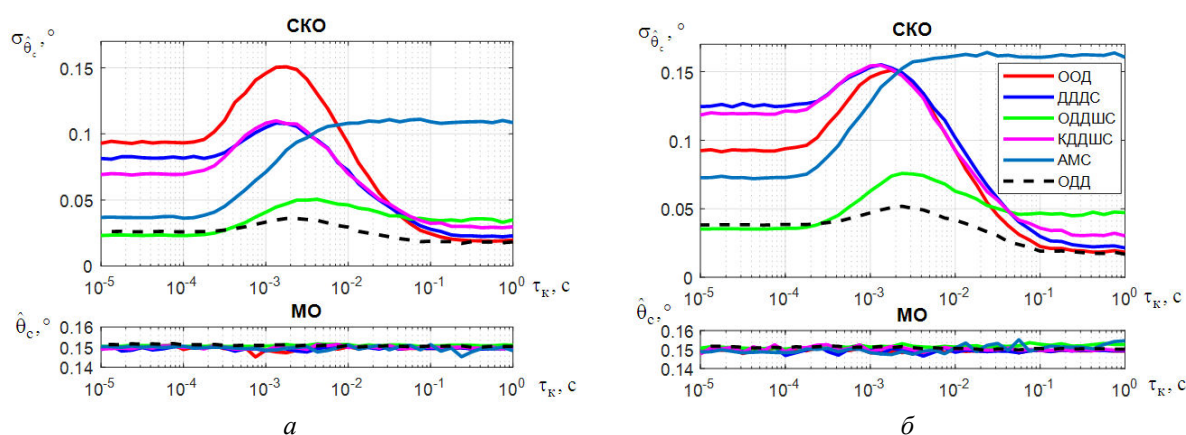 СКО
σ_θ̂с, °
0.15
0.1
0.05
0
10⁻⁵ 10⁻⁴ 10⁻³ 10⁻² 10⁻¹ 10⁰ τк, с
МО
θ̂с, °
0.16
0.15
0.14
10⁻⁵ 10⁻⁴ 10⁻³ 10⁻² 10⁻¹ 10⁰ τк, с
а
СКО
σ_θ̂с, °
0.15
0.1
0.05
0
ООД
ДДДС
ОДДШС
КДДШС
АМС
ОДД
10⁻⁵ 10⁻⁴ 10⁻³ 10⁻² 10⁻¹ 10⁰ τк, с
МО
θ̂с, °
0.16
0.15
0.14
10⁻⁵ 10⁻⁴ 10⁻³ 10⁻² 10⁻¹ 10⁰ τк, с
б